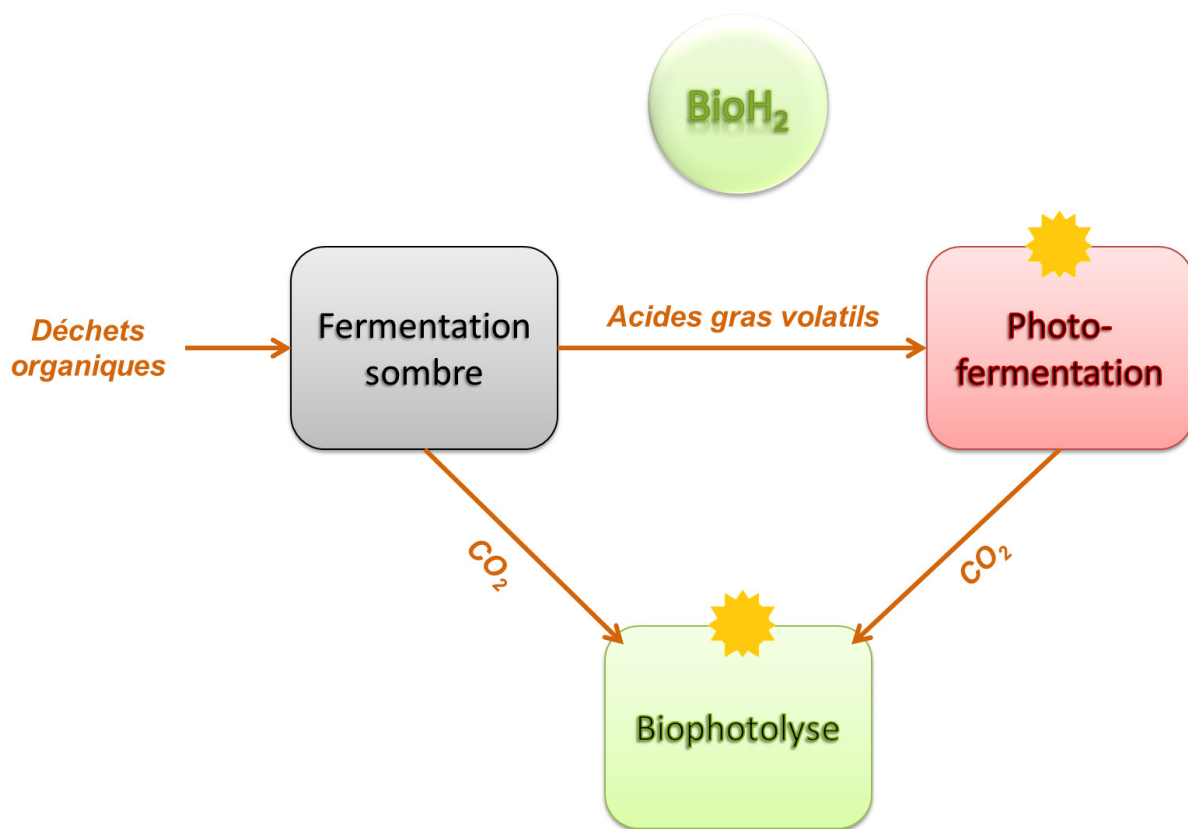 BioH₂
Déchets
organiques
Fermentation
sombre
Acides gras volatils
Photo-
fermentation
CO₂
CO₂
Biophotolyse